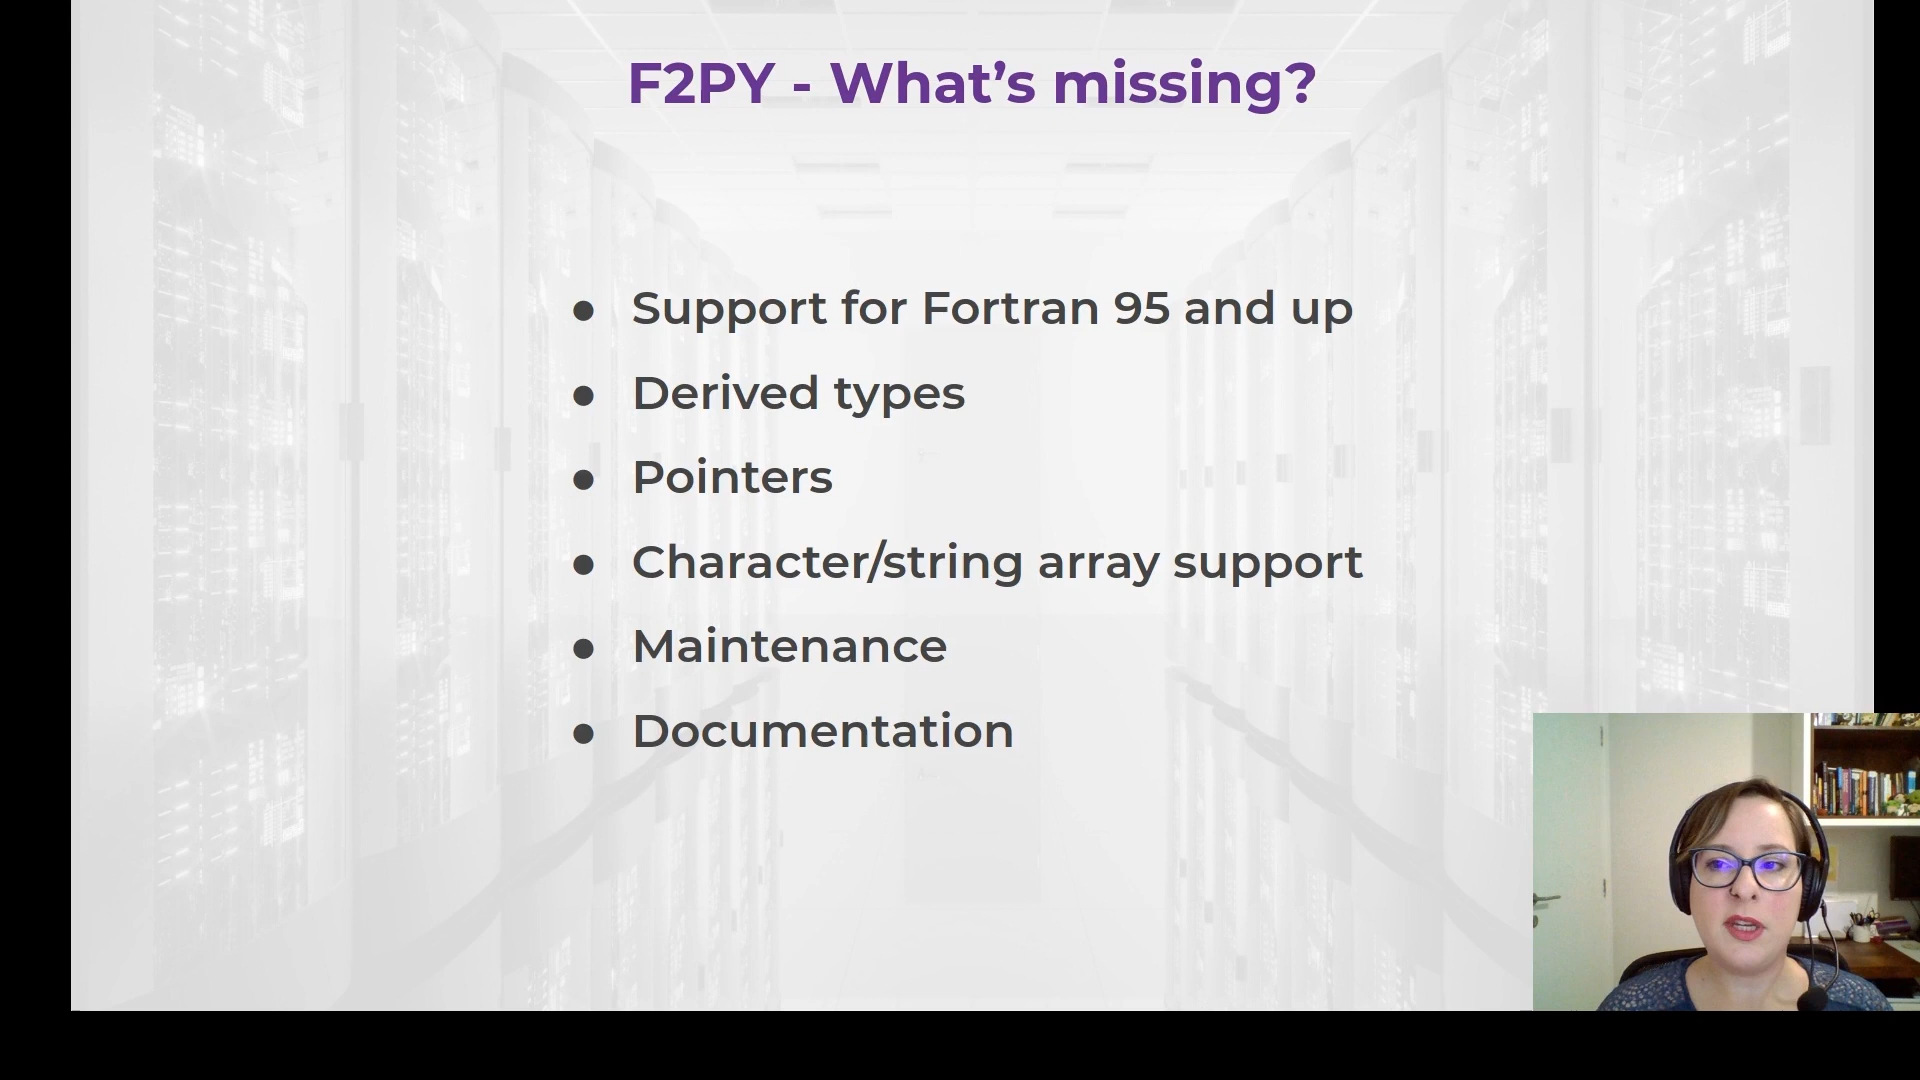 F2PY - What’s missing?
● Support for Fortran 95 and up
● Derived types
● Pointers
● Character/string array support
● Maintenance
● Documentation